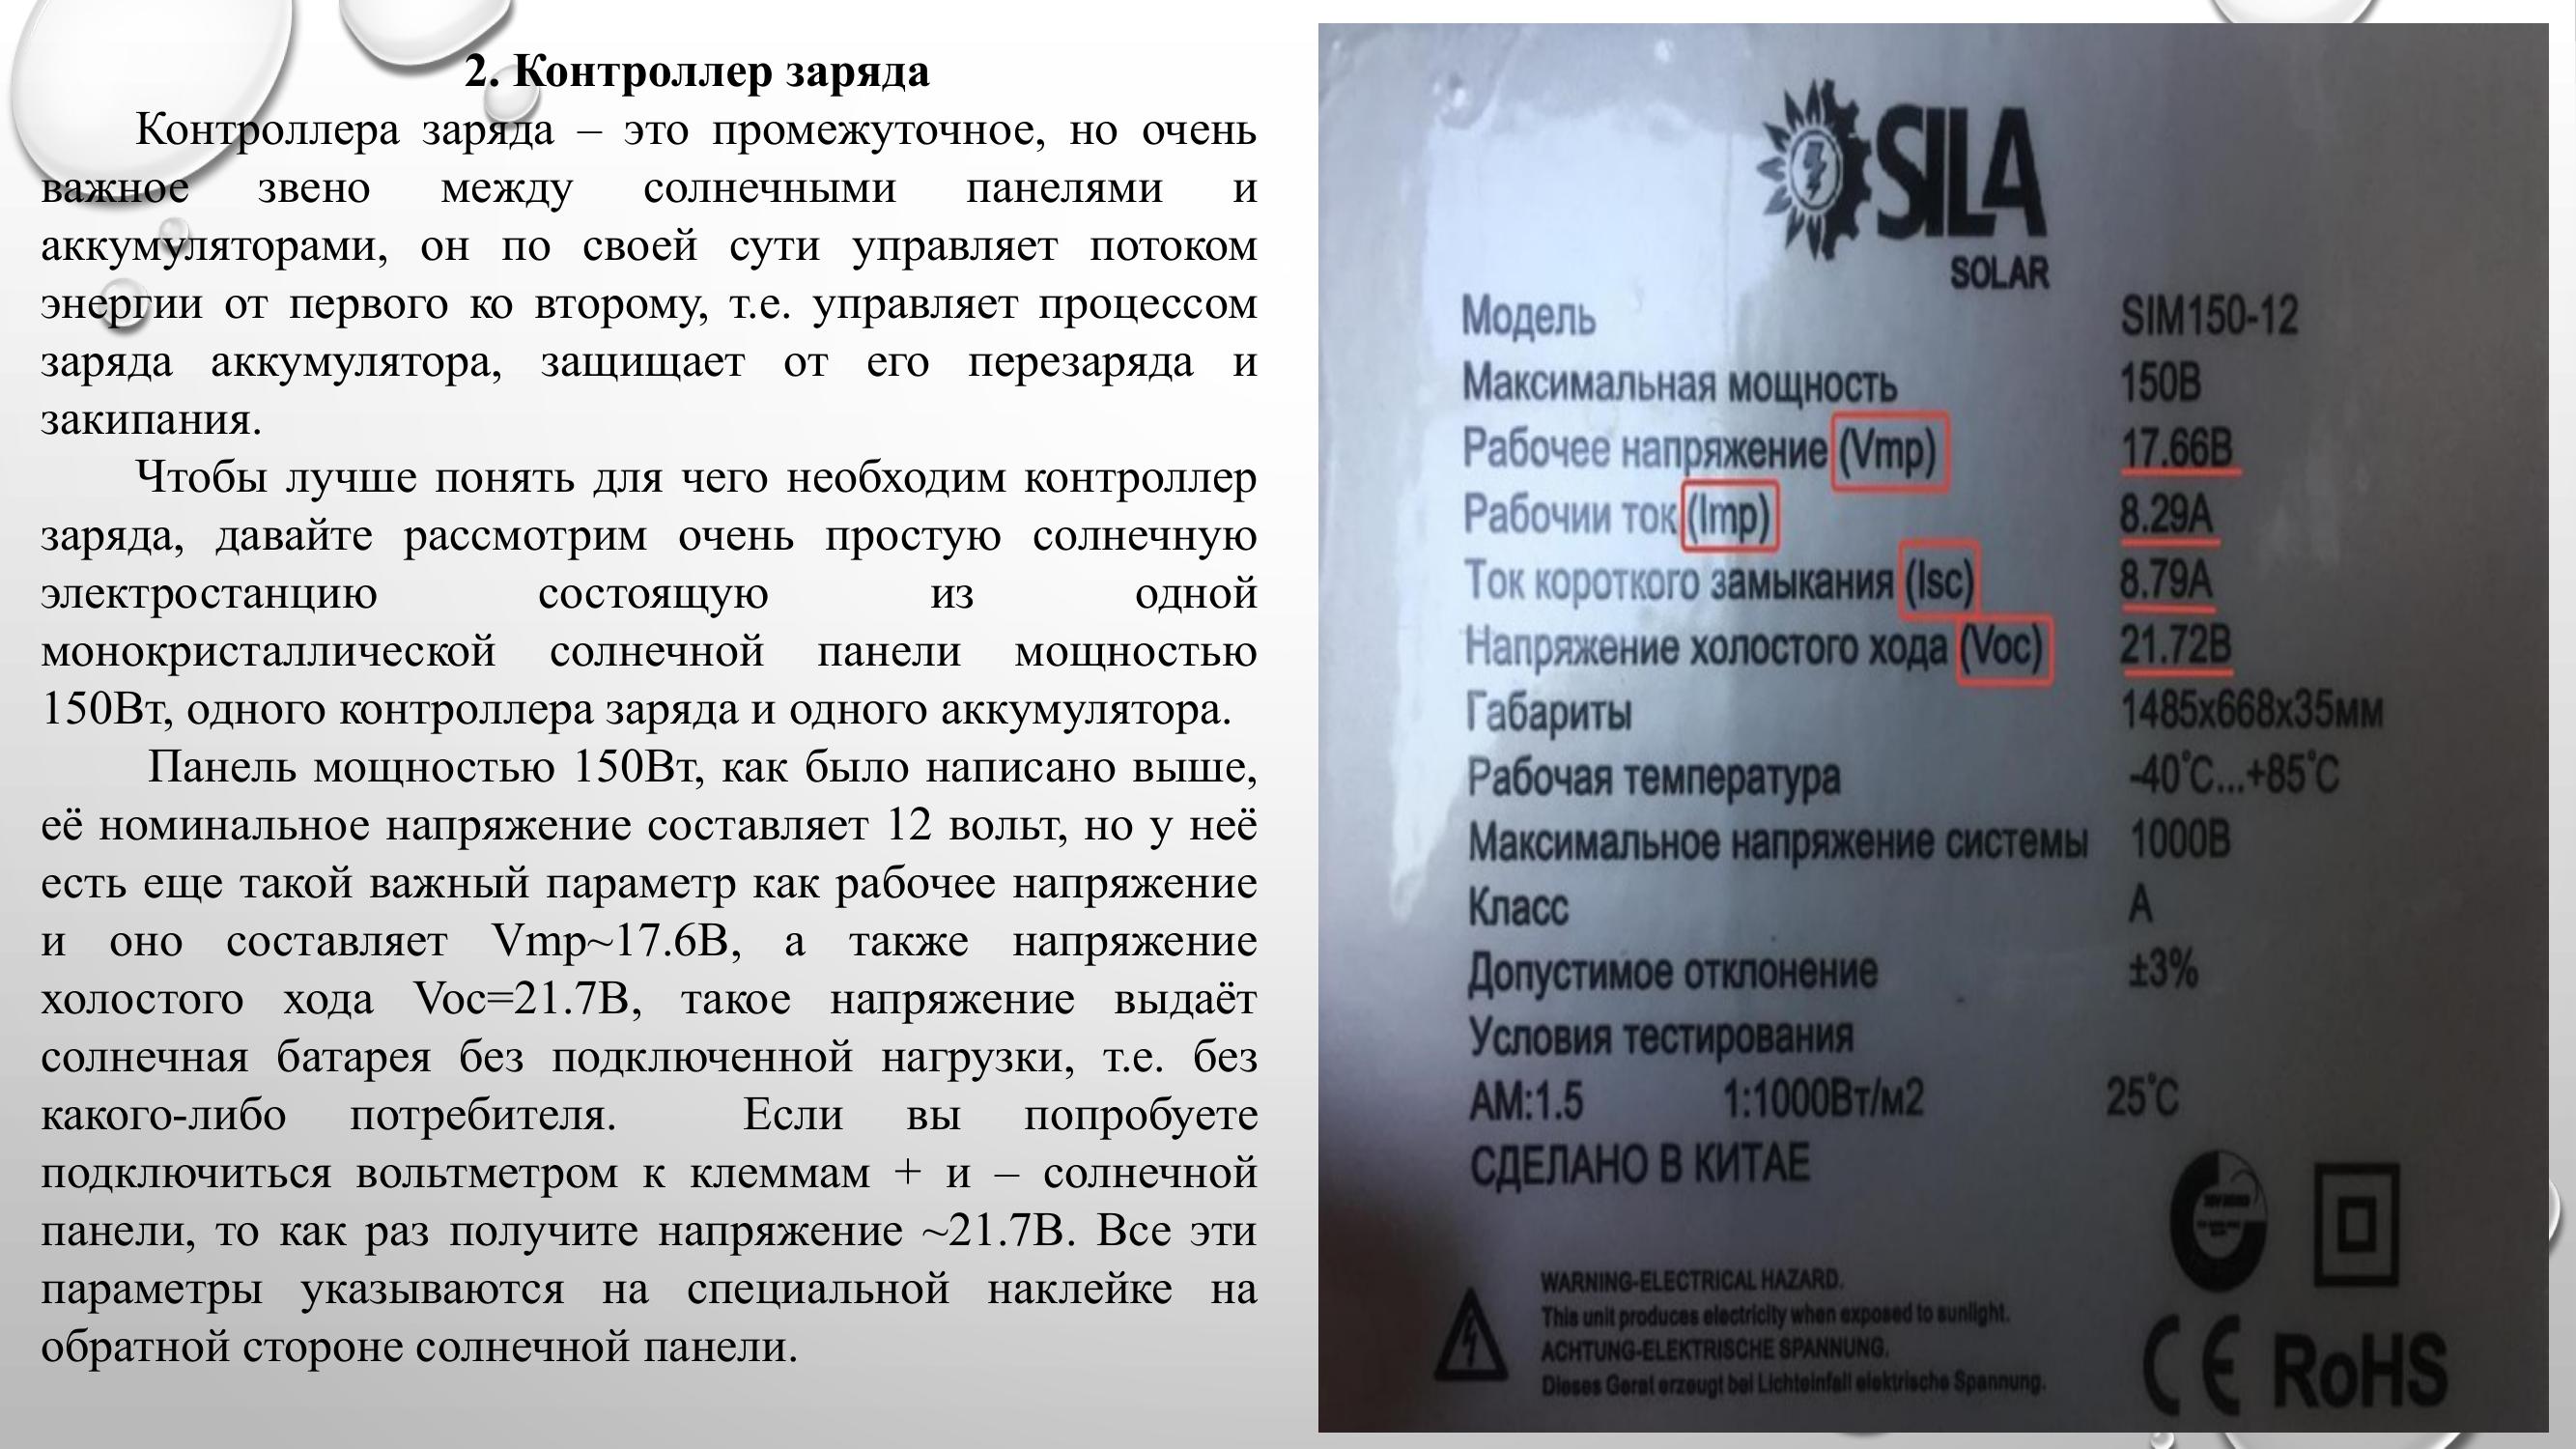 2. Контроллер заряда
Контроллера заряда – это промежуточное, но очень
важное звено между солнечными панелями и
аккумуляторами, он по своей сути управляет потоком
энергии от первого ко второму, т.е. управляет процессом
заряда аккумулятора, защищает от его перезаряда и
закипания.
Чтобы лучше понять для чего необходим контроллер
заряда, давайте рассмотрим очень простую солнечную
электростанцию состоящую из одной
монокристаллической солнечной панели мощностью
150Вт, одного контроллера заряда и одного аккумулятора.
Панель мощностью 150Вт, как было написано выше,
её номинальное напряжение составляет 12 вольт, но у неё
есть еще такой важный параметр как рабочее напряжение
и оно составляет Vmp~17.6В, а также напряжение
холостого хода Voc=21.7В, такое напряжение выдаёт
солнечная батарея без подключенной нагрузки, т.е. без
какого-либо потребителя. Если вы попробуете
подключиться вольтметром к клеммам + и – солнечной
панели, то как раз получите напряжение ~21.7В. Все эти
параметры указываются на специальной наклейке на
обратной стороне солнечной панели.
SILA
SOLAR
Модель SIM150-12
Максимальная мощность 150В
Рабочее напряжение (Vmp) 17.66В
Рабочии ток (Imp) 8.29А
Ток короткого замыкания (Isc) 8.79А
Напряжение холостого хода (Voc) 21.72В
Габариты 1485x668x35мм
Рабочая температура -40°C...+85°C
Максимальное напряжение системы 1000В
Класс А
Допустимое отклонение ±3%
Условия тестирования
AM:1.5 1:1000Вт/м2 25°C
СДЕЛАНО В КИТАЕ
WARNING-ELECTRICAL HAZARD.
This unit produces electricity when exposed to sunlight.
ACHTUNG-ELEKTRISCHE SPANNUNG.
Dieses Gerat erzeugt bei Lichteinfall elektrische Spannung.
CE RoHS